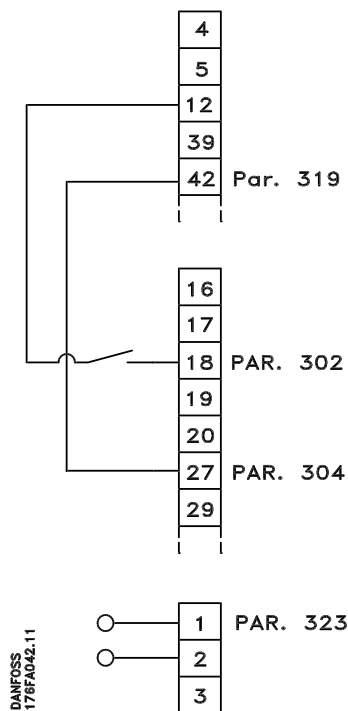 4
5
12
39
42 Par. 319
16
17
18 PAR. 302
19
20
27 PAR. 304
29
1 PAR. 323
2
3
DANFOSS
176FA042.11